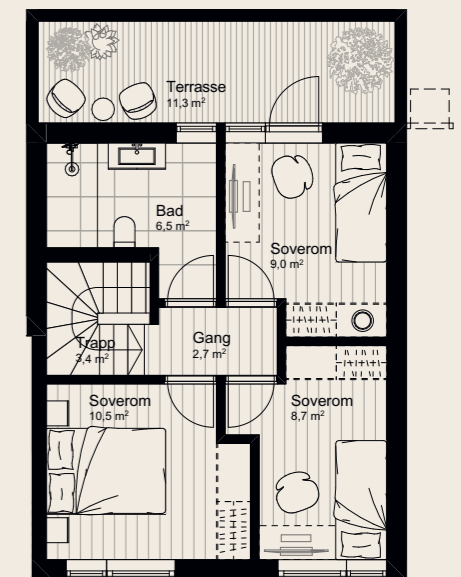 Terrasse
11,3 m²
Bad
6,5 m²
Soverom
9,0 m²
Trapp
3,4 m²
Gang
2,7 m²
Soverom
10,5 m²
Soverom
8,7 m²